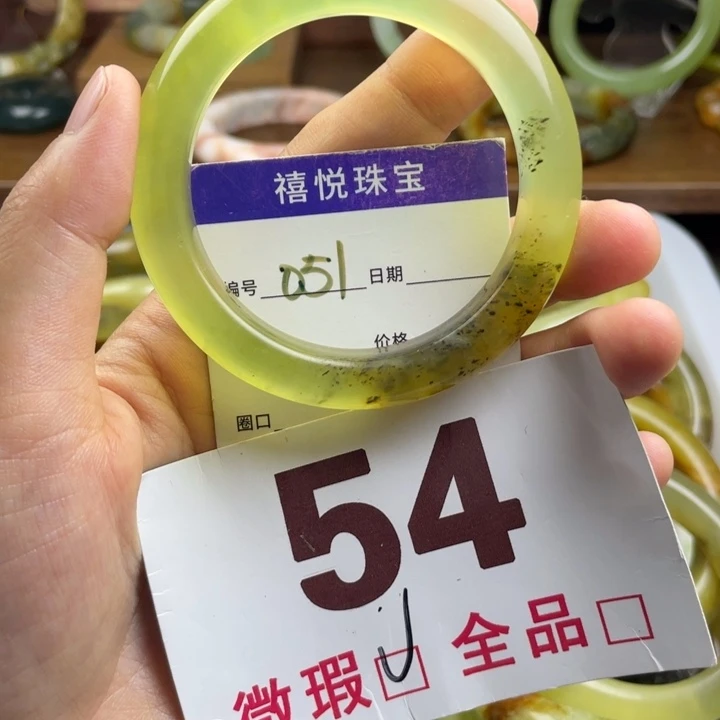 禧悦珠宝
编号 051 日期
价格
圈口
54
微瑕☑ 全品☐